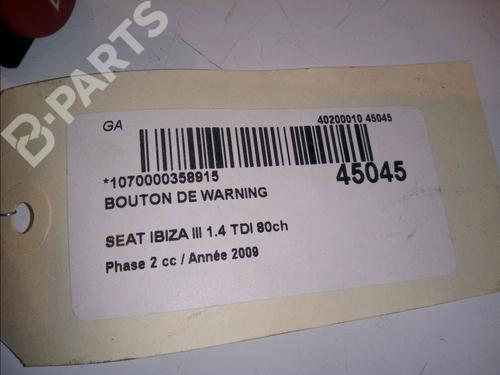 B-PARTS
GA
40200010 45045
*1070000358915
45045
BOUTON DE WARNING
SEAT IBIZA III 1.4 TDI 80ch
Phase 2 cc / Année 2009